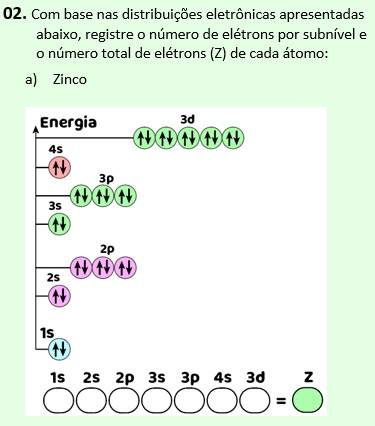 02. Com base nas distribuições eletrônicas apresentadas
abaixo, registre o número de elétrons por subnível e
o número total de elétrons (Z) de cada átomo:
a) Zinco
Energia
3d
4s
3p
3s
2p
2s
1s
1s 2s 2p 3s 3p 4s 3d Z
=